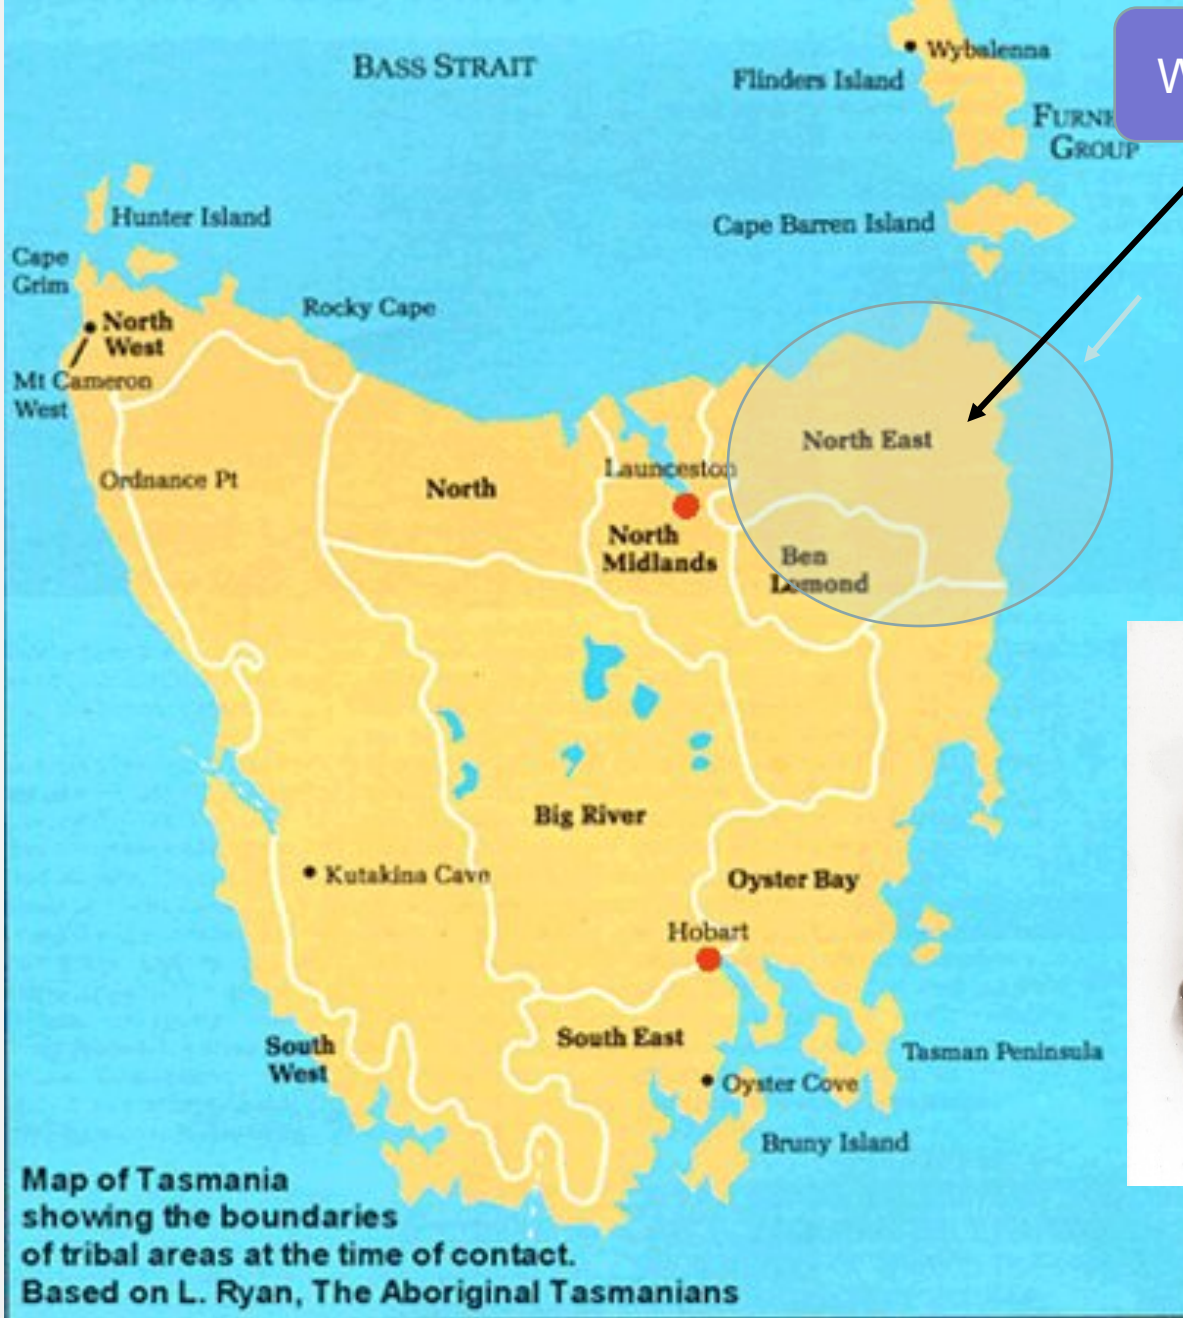 BASS STRAIT
Wybalenna
Flinders Island
W
GROUP
Hunter Island
Cape Barren Island
Cape
Grim
Rocky Cape
North
West
Mt Cameron
West
North East
Launceston
Ordnance Pt
North
North
Midlands
Ben
Lomond
Big River
Kutakina Cave
Oyster Bay
Hobart
South East
South
West
Tasman Peninsula
Oyster Cove
Bruny Island
Map of Tasmania
showing the boundaries
of tribal areas at the time of contact.
Based on L. Ryan, The Aboriginal Tasmanians